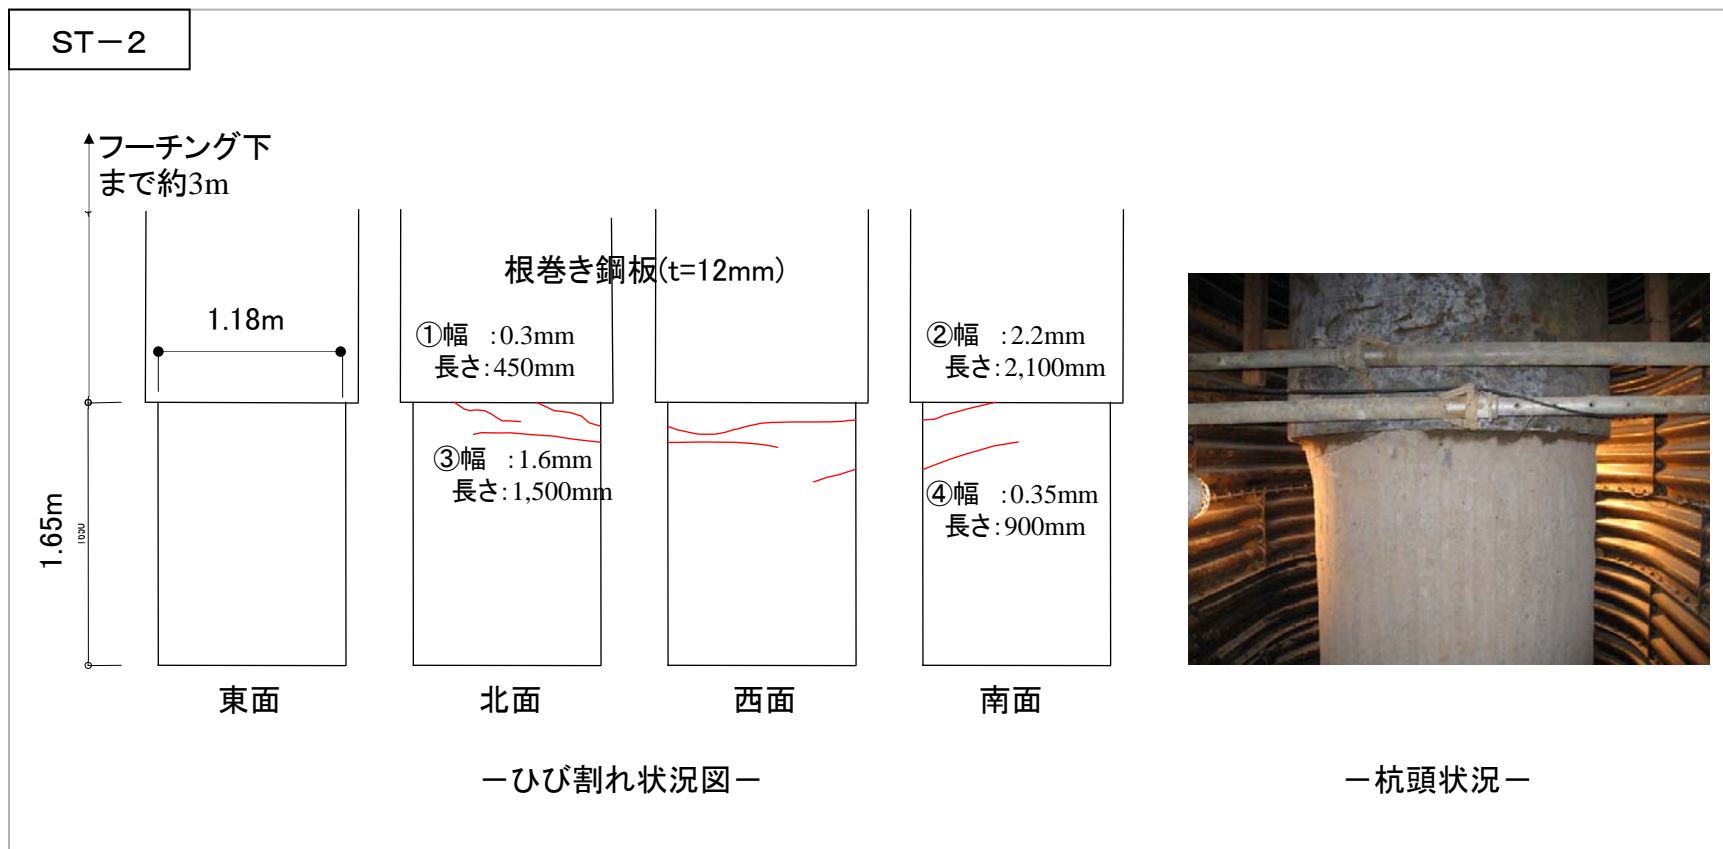 ST－2
フーチング下
まで約3m
根巻き鋼板(t=12mm)
1.18m
①幅　:0.3mm
長さ:450mm
②幅　:2.2mm
長さ:2,100mm
③幅　:1.6mm
長さ:1,500mm
④幅　:0.35mm
長さ:900mm
1.65m
東面
北面
西面
南面
－ひび割れ状況図－
－杭頭状況－